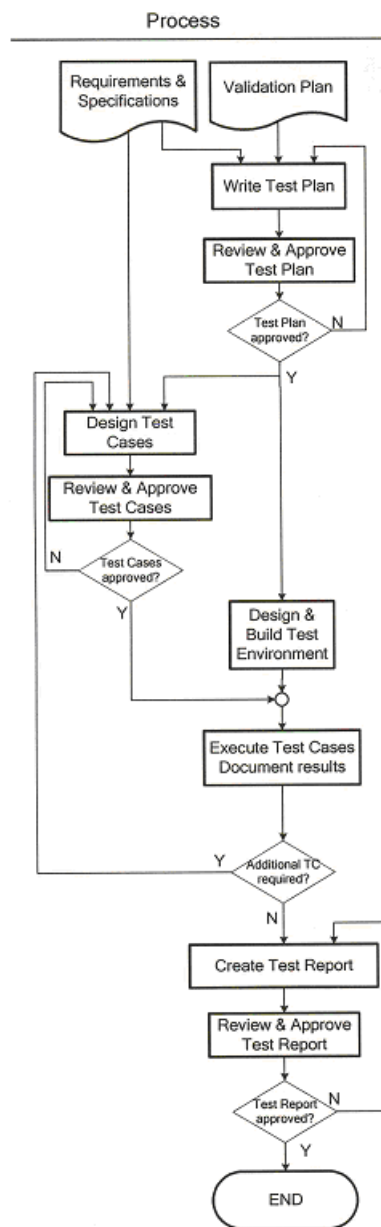 Process
Requirements &
Specifications
Validation Plan
Write Test Plan
Review & Approve
Test Plan
Test Plan
approved?
N
Y
Design Test
Cases
Review & Approve
Test Cases
N
Test Cases
approved?
Y
Design &
Build Test
Environment
Execute Test Cases
Document results
Y
Additional TC
required?
N
Create Test Report
Review & Approve
Test Report
Test Report
approved?
N
Y
END